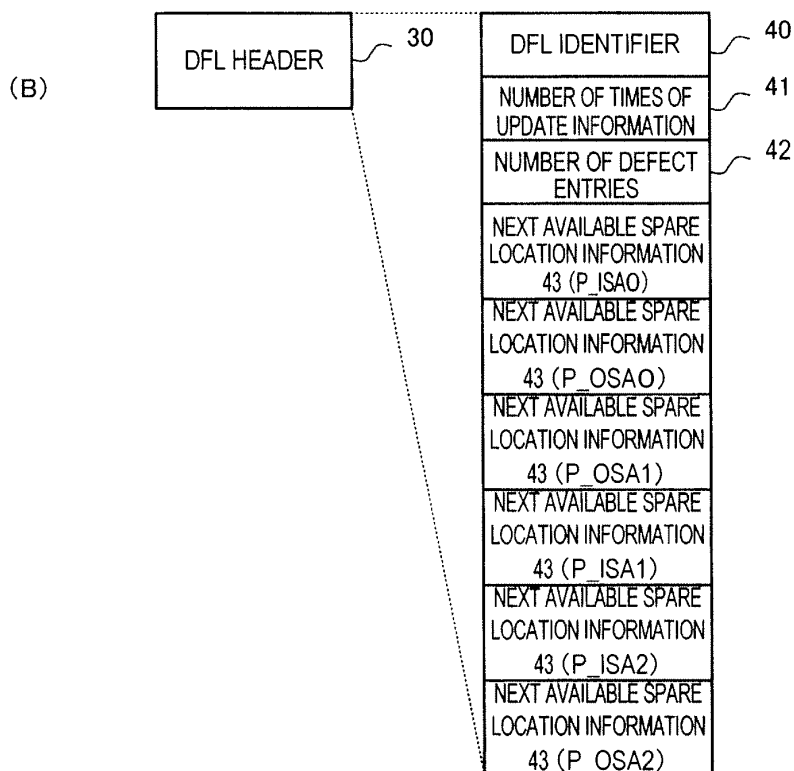 (B)
DFL HEADER
30
DFL IDENTIFIER
40
NUMBER OF TIMES OF
UPDATE INFORMATION
41
NUMBER OF DEFECT
ENTRIES
42
NEXT AVAILABLE SPARE
LOCATION INFORMATION
43 (P_ISA0)
NEXT AVAILABLE SPARE
LOCATION INFORMATION
43 (P_OSA0)
NEXT AVAILABLE SPARE
LOCATION INFORMATION
43 (P_OSA1)
NEXT AVAILABLE SPARE
LOCATION INFORMATION
43 (P_ISA1)
NEXT AVAILABLE SPARE
LOCATION INFORMATION
43 (P_ISA2)
NEXT AVAILABLE SPARE
LOCATION INFORMATION
43 (P_OSA2)